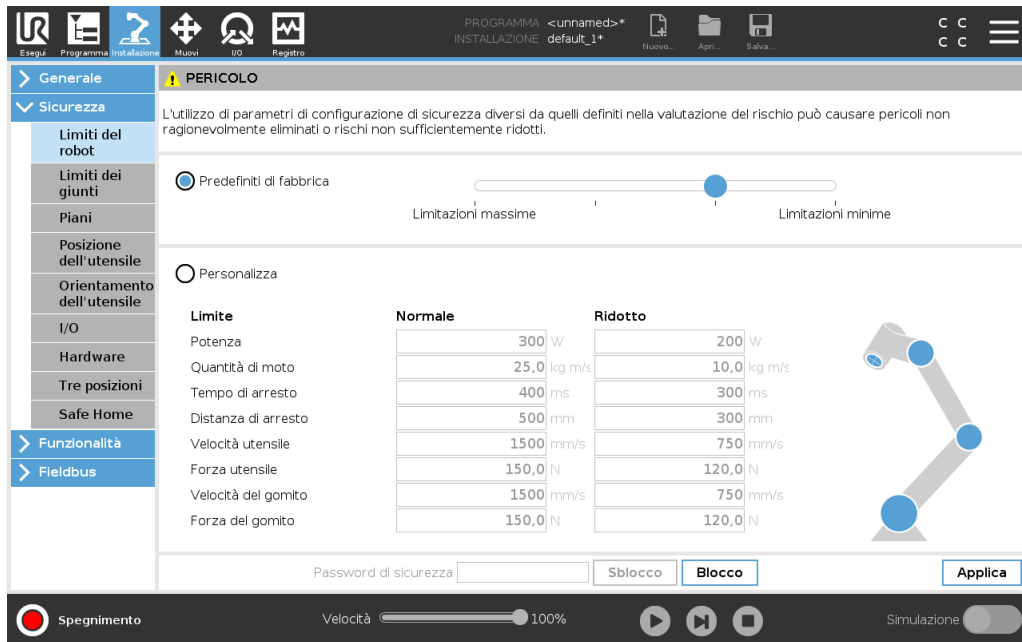 PROGRAMMA <unnamed>*
INSTALLAZIONE default_1*
Esegui Programma Installazione Muovi I/O Registro Nuovo... Apri... Salva...
C C
C C
Generale
Sicurezza
Limiti del
robot
Limiti dei
giunti
Piani
Posizione
dell'utensile
Orientamento
dell'utensile
I/O
Hardware
Tre posizioni
Safe Home
Funzionalità
Fieldbus
PERICOLO
L'utilizzo di parametri di configurazione di sicurezza diversi da quelli definiti nella valutazione del rischio può causare pericoli non
ragionevolmente eliminati o rischi non sufficientemente ridotti.
Predefiniti di fabbrica
Limitazioni massime Limitazioni minime
Personalizza
Limite Normale Ridotto
Potenza 300 W 200 W
Quantità di moto 25,0 kg m/s 10,0 kg m/s
Tempo di arresto 400 ms 300 ms
Distanza di arresto 500 mm 300 mm
Velocità utensile 1500 mm/s 750 mm/s
Forza utensile 150,0 N 120,0 N
Velocità del gomito 1500 mm/s 750 mm/s
Forza del gomito 150,0 N 120,0 N
Password di sicurezza Sblocco Blocco Applica
Spegnimento Velocità 100% Simulazione